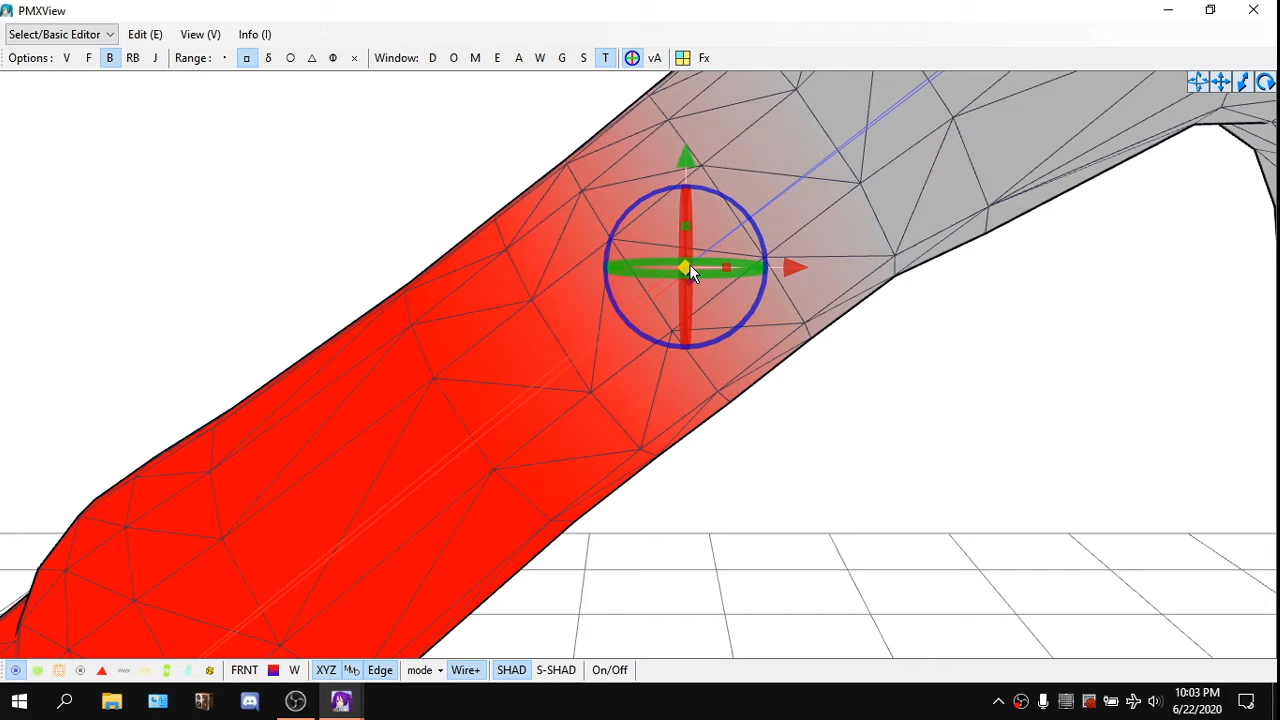 PMXView
Select/Basic Editor Edit (E) View (V) Info (I)
Options: V F B RB J Range: · □ δ ○ △ Φ × Window: D O M E A W G S T vA Fx
FRNT W XYZ Edge mode Wire+ SHAD S-SHAD On/Off
10:03 PM
6/22/2020